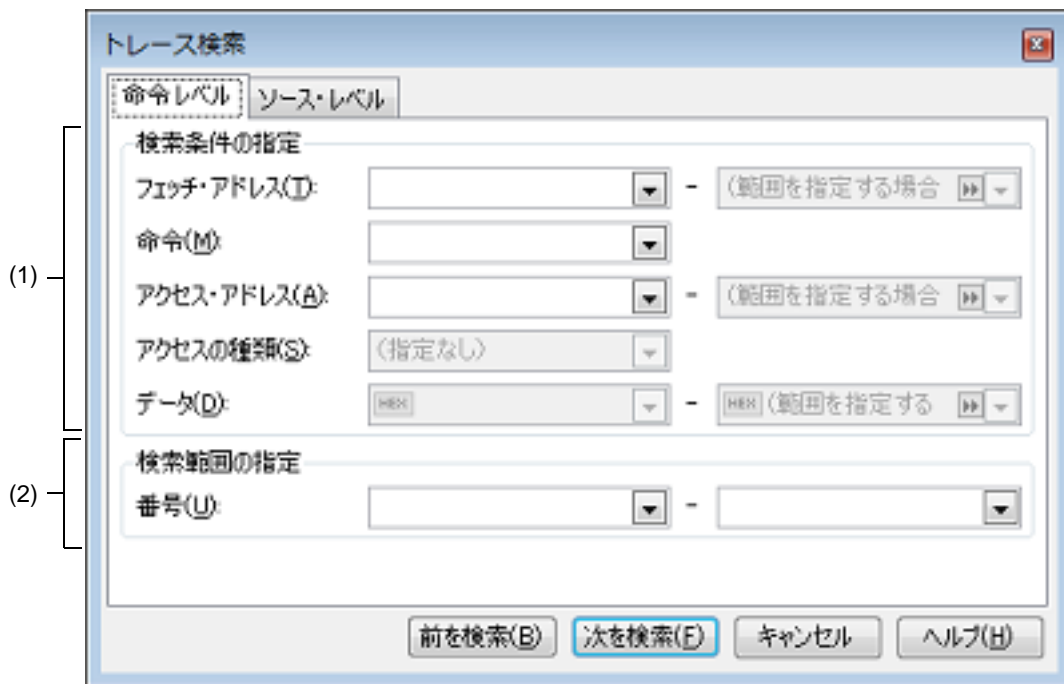 トレース検索
命令レベル ソース・レベル
(1)
検索条件の指定
フェッチ・アドレス(T): - (範囲を指定する場合
命令(M):
アクセス・アドレス(A): - (範囲を指定する場合
アクセスの種類(S): (指定なし)
データ(D): HEX - HEX (範囲を指定する
(2)
検索範囲の指定
番号(U): -
前を検索(B) 次を検索(F) キャンセル ヘルプ(H)